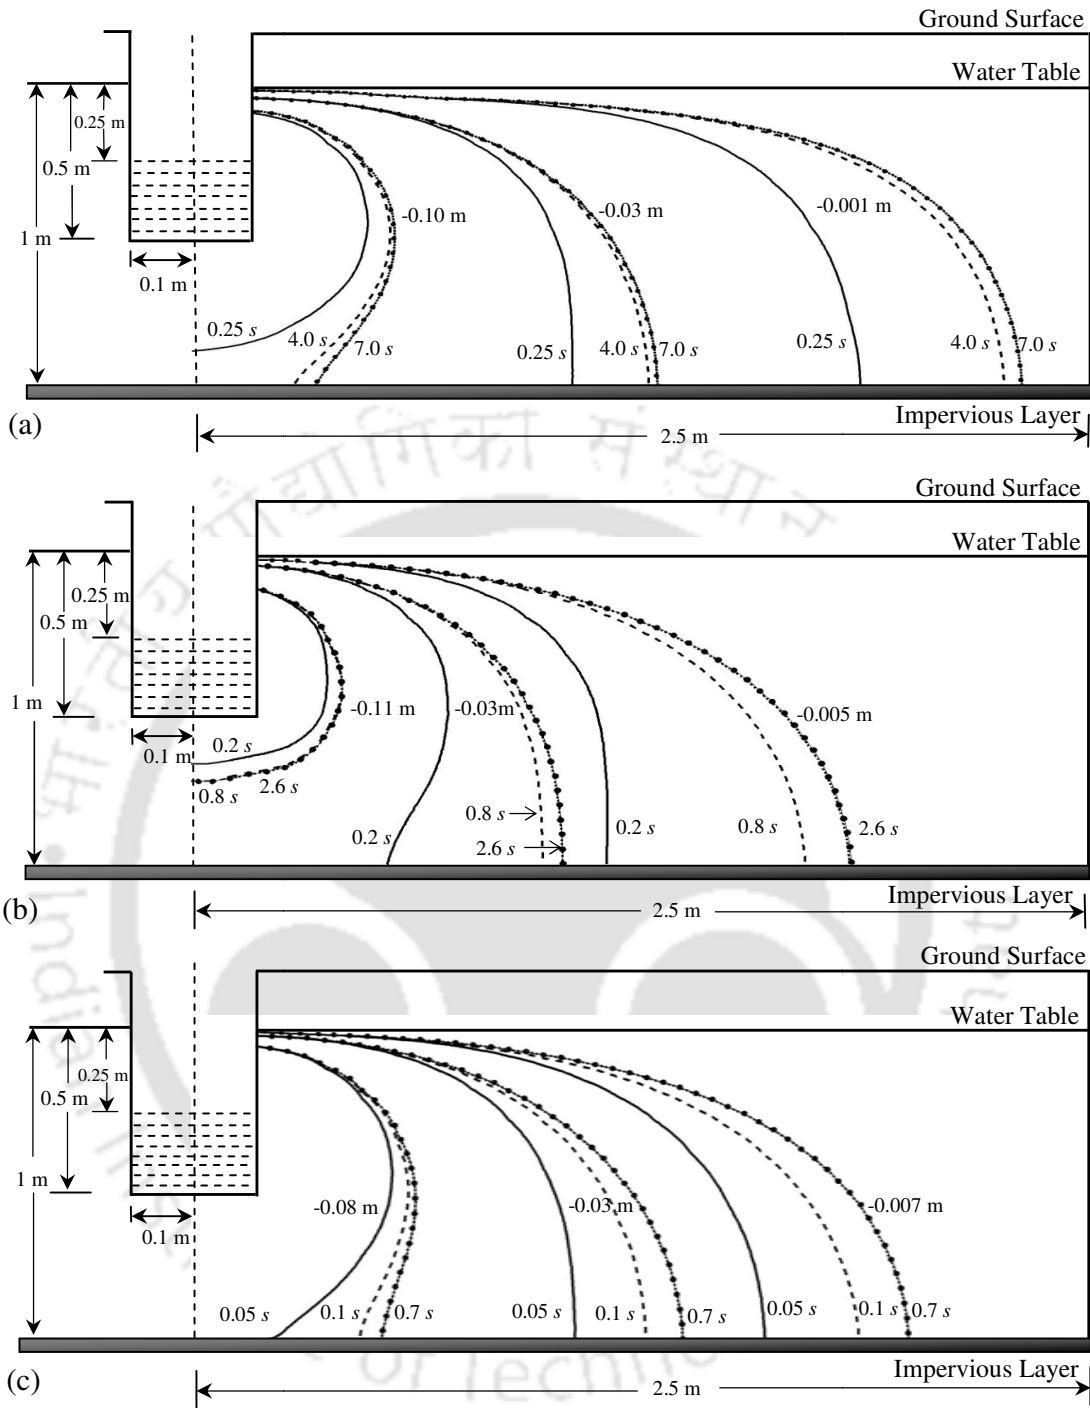 Ground Surface
Water Table
0.25 m
0.5 m
1 m
0.1 m
-0.10 m
-0.03 m
-0.001 m
0.25 s
4.0 s
7.0 s
0.25 s
4.0 s
7.0 s
0.25 s
4.0 s
7.0 s
(a)
Impervious Layer
2.5 m
Ground Surface
Water Table
0.25 m
0.5 m
1 m
0.1 m
-0.11 m
-0.03m
-0.005 m
0.2 s
0.8 s
2.6 s
0.2 s
0.8 s
2.6 s
0.2 s
0.8 s
2.6 s
(b)
Impervious Layer
2.5 m
Ground Surface
Water Table
0.25 m
0.5 m
1 m
0.1 m
-0.08 m
-0.03 m
-0.007 m
0.05 s
0.1 s
0.7 s
0.05 s
0.1 s
0.7 s
0.05 s
0.1 s
0.7 s
(c)
Impervious Layer
2.5 m